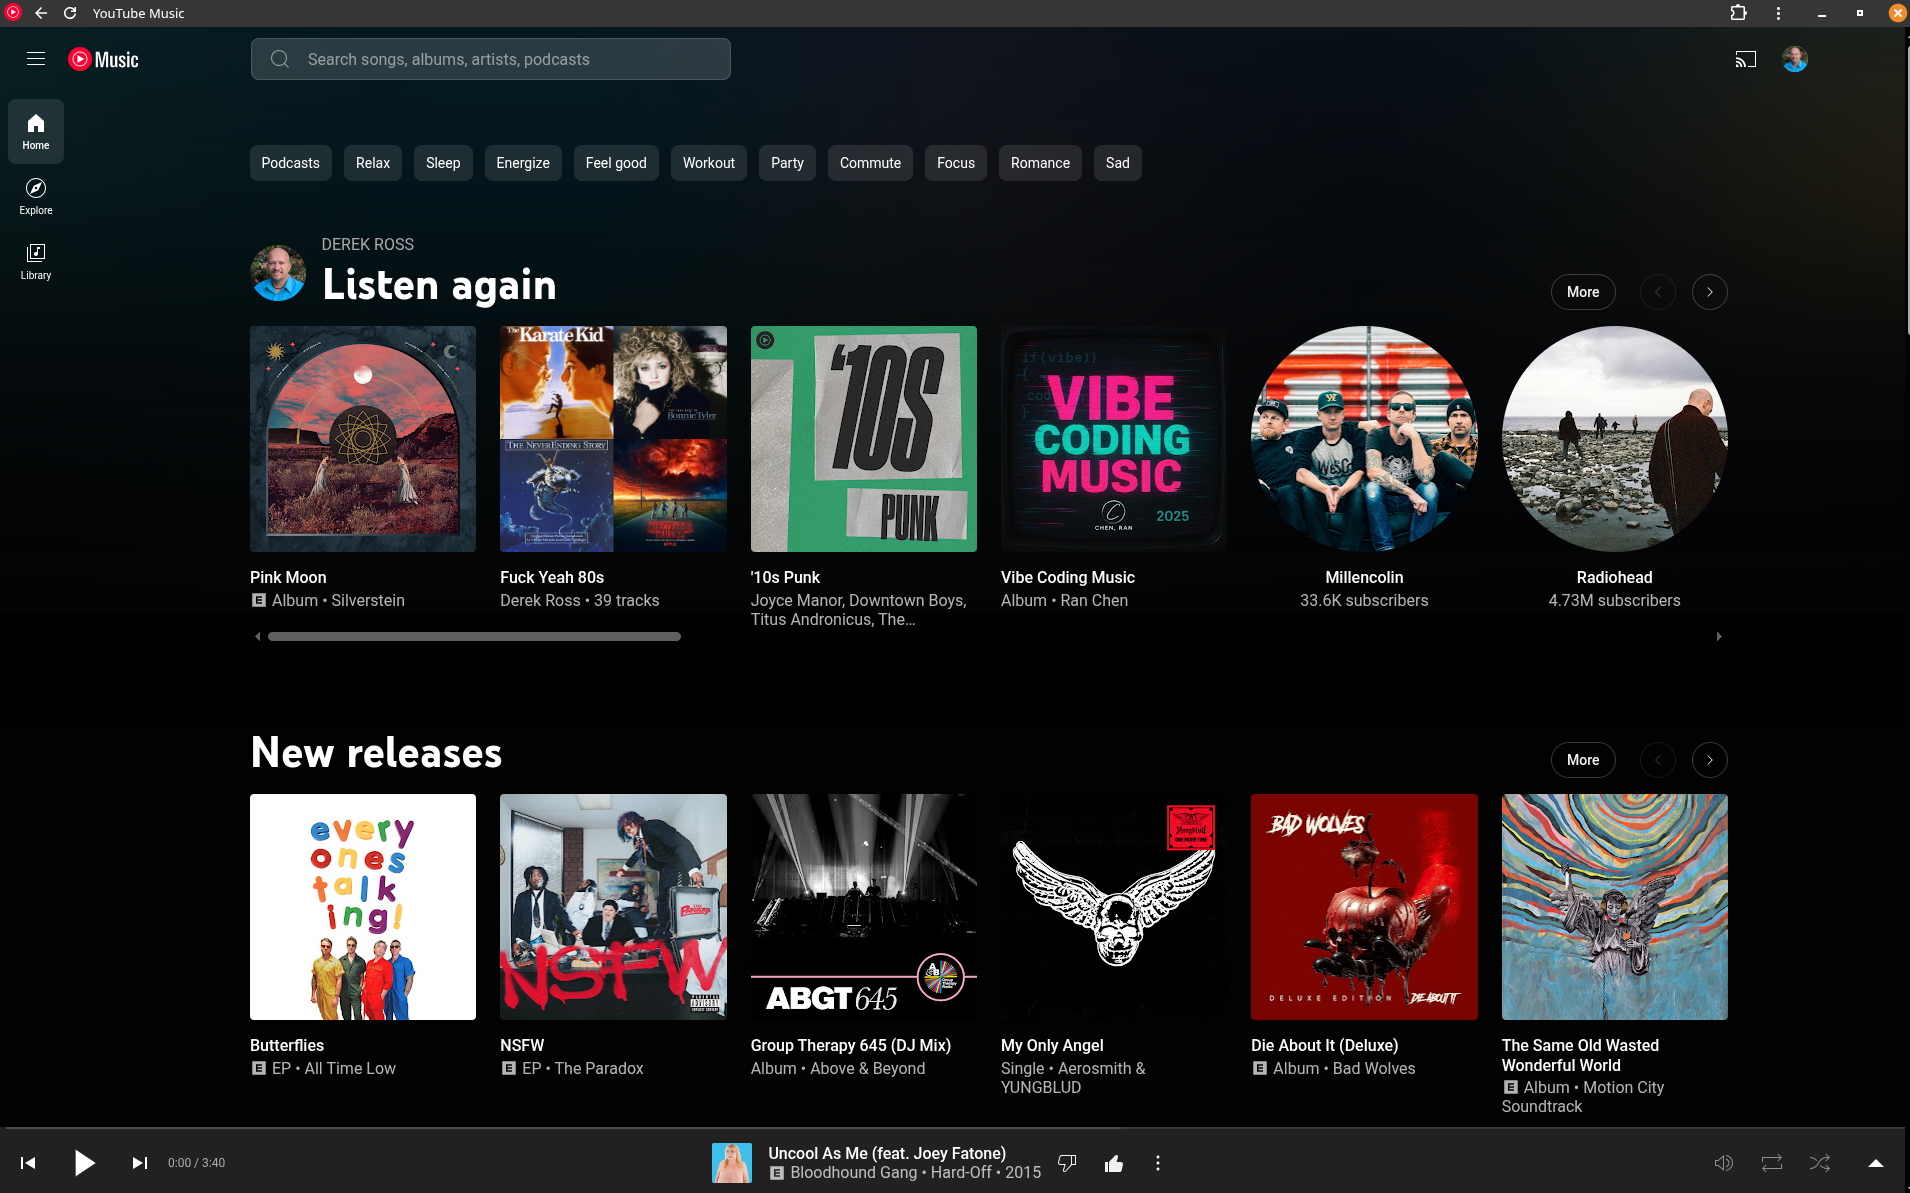 YouTube Music
Music
Search songs, albums, artists, podcasts
Home
Explore
Library
Podcasts
Relax
Sleep
Energize
Feel good
Workout
Party
Commute
Focus
Romance
Sad
DEREK ROSS
Listen again
More
The Karate Kid
Bonnie Tyler
THE NEVERENDING STORY
'10S
PUNK
if(vibe))
{
cod
}
VIBE
CODING
MUSIC
CHEN, RAN
2025
Pink Moon
E Album • Silverstein
Fuck Yeah 80s
Derek Ross • 39 tracks
'10s Punk
Joyce Manor, Downtown Boys,
Titus Andronicus, The...
Vibe Coding Music
Album • Ran Chen
Millencolin
33.6K subscribers
Radiohead
4.73M subscribers
New releases
More
every
ones
talk
ing!
NSFW
PARENTAL
ADVISORY
EXPLICIT CONTENT
ABGT 645
BAD WOLVES
DELUXE EDITION
DIE ABOUT IT
Butterflies
E EP • All Time Low
NSFW
E EP • The Paradox
Group Therapy 645 (DJ Mix)
Album • Above & Beyond
My Only Angel
Single • Aerosmith &
YUNGBLUD
Die About It (Deluxe)
E Album • Bad Wolves
The Same Old Wasted
Wonderful World
E Album • Motion City
Soundtrack
0:00 / 3:40
Uncool As Me (feat. Joey Fatone)
E Bloodhound Gang • Hard-Off • 2015